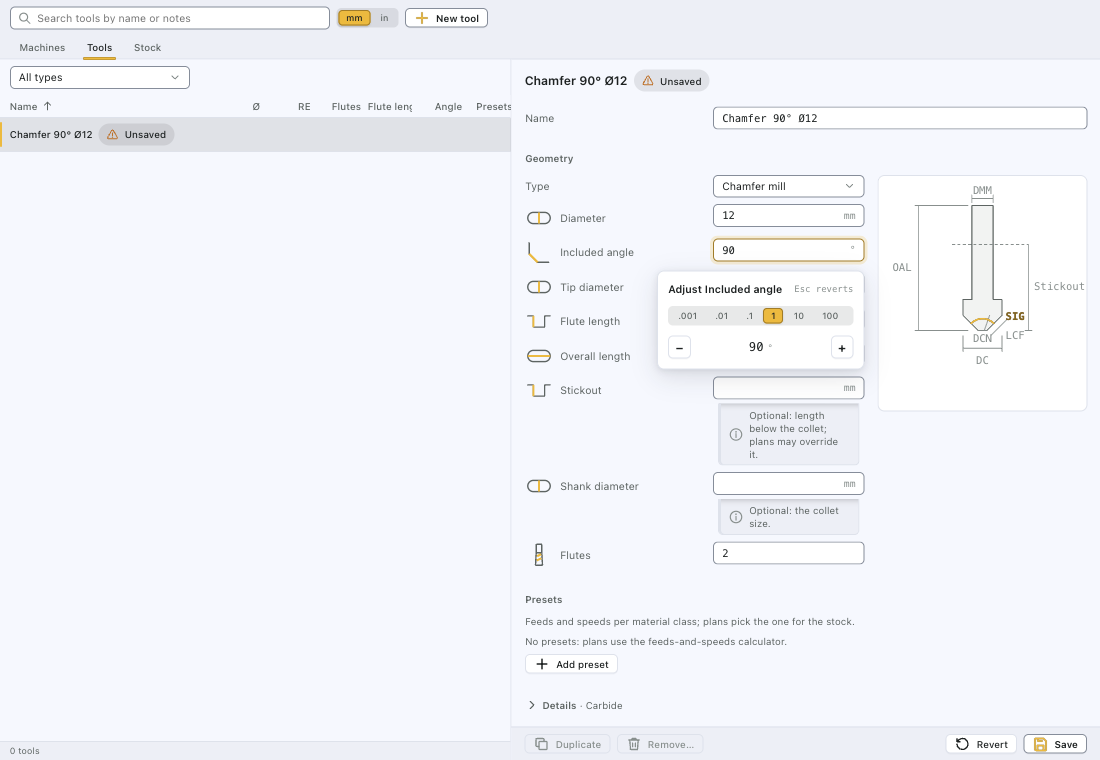 Search tools by name or notes
mm
in
New tool
Machines
Tools
Stock
All types
Name
Ø
RE
Flutes
Flute leng
Angle
Presets
Chamfer 90° Ø12
Unsaved
0 tools
Chamfer 90° Ø12
Unsaved
Name
Chamfer 90° Ø12
Geometry
Type
Chamfer mill
Diameter
12
mm
Included angle
90
°
Tip diameter
Flute length
Overall length
Adjust Included angle
Esc reverts
.001
.01
.1
1
10
100
−
90 °
+
Stickout
mm
Optional: length
below the collet;
plans may override
it.
Shank diameter
mm
Optional: the collet
size.
Flutes
2
DMM
OAL
Stickout
SIG
LCF
DCN
DC
Presets
Feeds and speeds per material class; plans pick the one for the stock.
No presets: plans use the feeds-and-speeds calculator.
Add preset
Details · Carbide
Duplicate
Remove...
Revert
Save